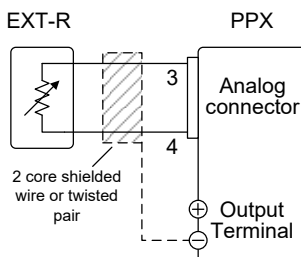 EXT-R
PPX
3
Analog
connector
4
2 core shielded
wire or twisted
pair
Output
Terminal